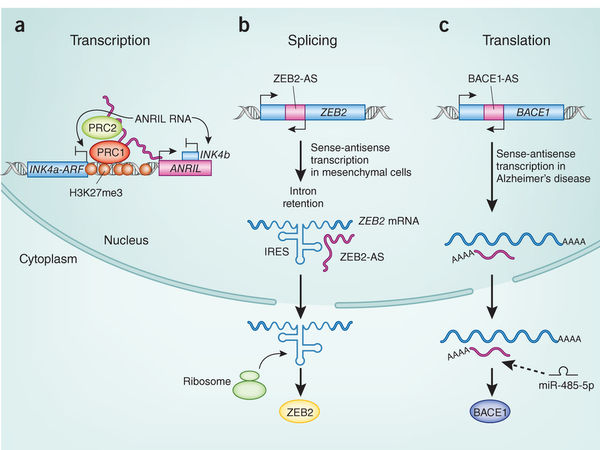 a
Transcription
ANRIL RNA
PRC2
PRC1
INK4b
INK4a-ARF
ANRIL
H3K27me3
Nucleus
Cytoplasm
b
Splicing
ZEB2-AS
ZEB2
Sense-antisense
transcription
in mesenchymal cells
Intron
retention
ZEB2 mRNA
IRES
ZEB2-AS
Ribosome
ZEB2
c
Translation
BACE1-AS
BACE1
Sense-antisense
transcription in
Alzheimer's disease
AAAA
AAAA
AAAA
AAAA
miR-485-5p
BACE1